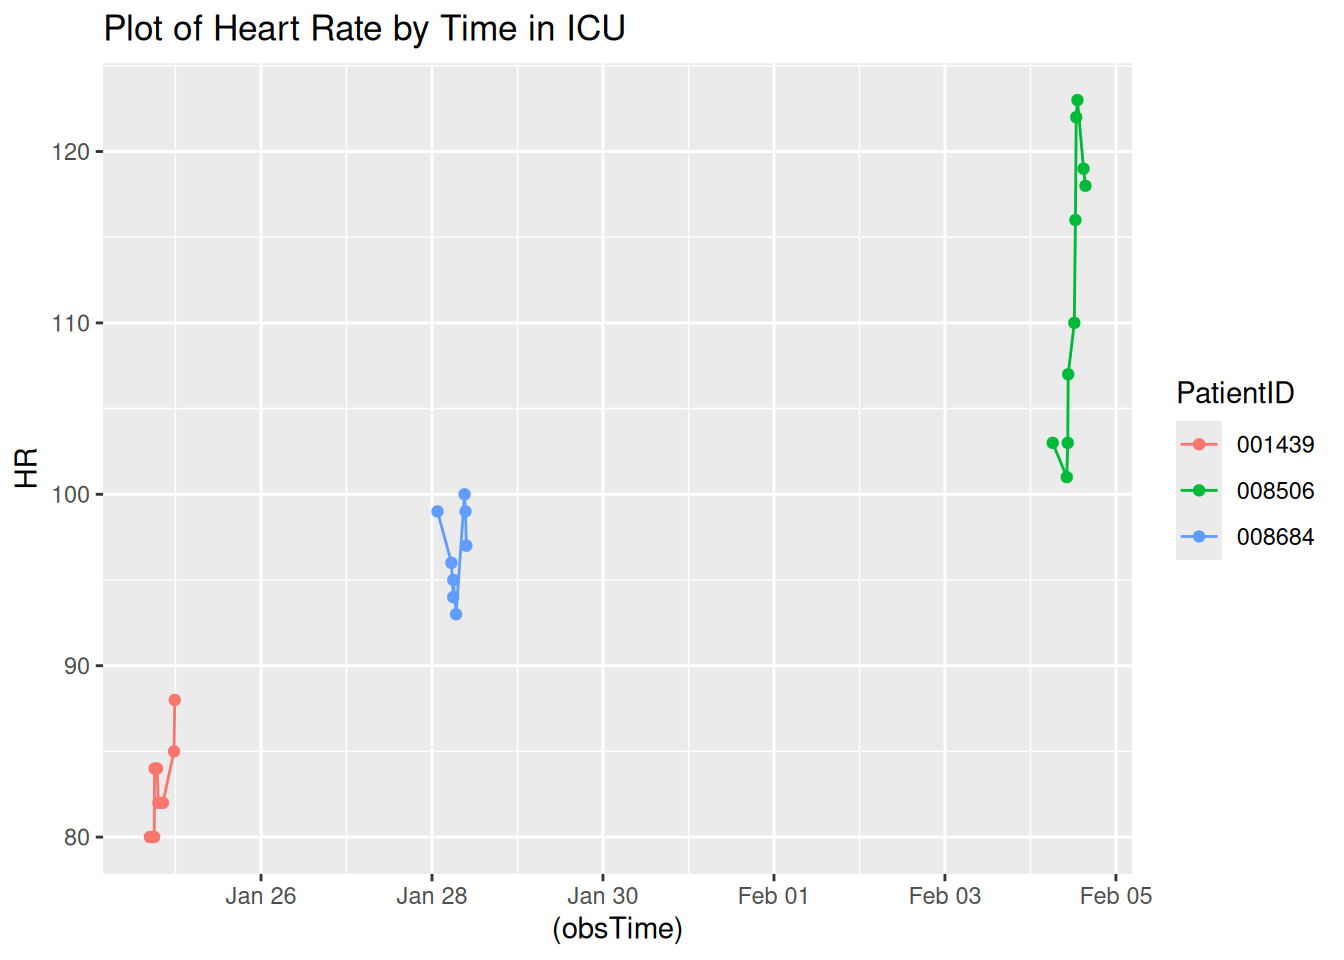 Plot of Heart Rate by Time in ICU
120
110
100
90
80
HR
Jan 26 Jan 28 Jan 30 Feb 01 Feb 03 Feb 05
(obsTime)
PatientID
001439
008506
008684